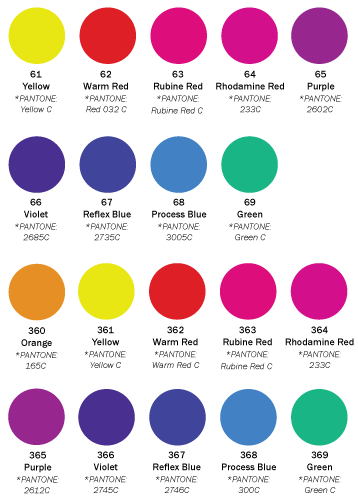 61 62 63 64 65
Yellow Warm Red Rubine Red Rhodamine Red Purple
*PANTONE: *PANTONE: *PANTONE: *PANTONE: *PANTONE:
Yellow C Red 032 C Rubine Red C 233C 2602C
66 67 68 69
Violet Reflex Blue Process Blue Green
*PANTONE: *PANTONE: *PANTONE: *PANTONE:
2685C 2735C 3005C Green C
360 361 362 363 364
Orange Yellow Warm Red Rubine Red Rhodamine Red
*PANTONE: *PANTONE: *PANTONE: *PANTONE: *PANTONE:
165C Yellow C Warm Red C Rubine Red C 233C
365 366 367 368 369
Purple Violet Reflex Blue Process Blue Green
*PANTONE: *PANTONE: *PANTONE: *PANTONE: *PANTONE:
2612C 2745C 2746C 300C Green C